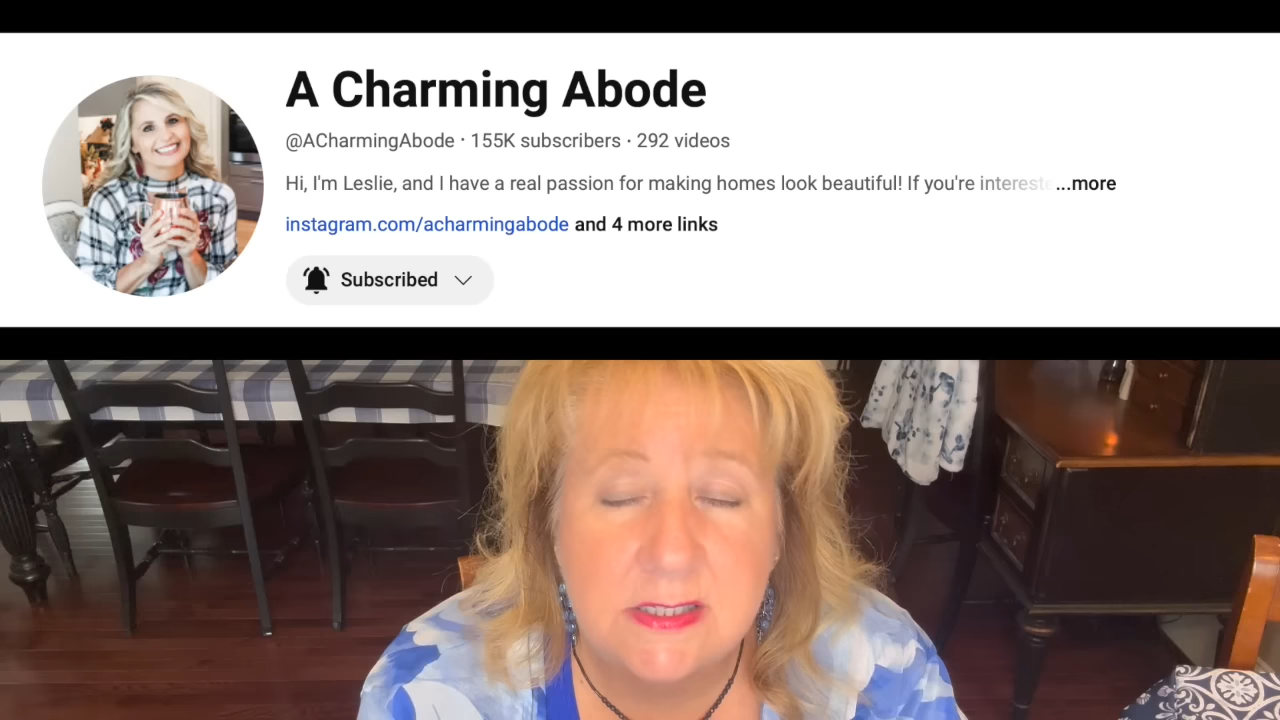 A Charming Abode
@ACharmingAbode · 155K subscribers · 292 videos
Hi, I'm Leslie, and I have a real passion for making homes look beautiful! If you're intereste...more
instagram.com/acharmingabode and 4 more links
Subscribed